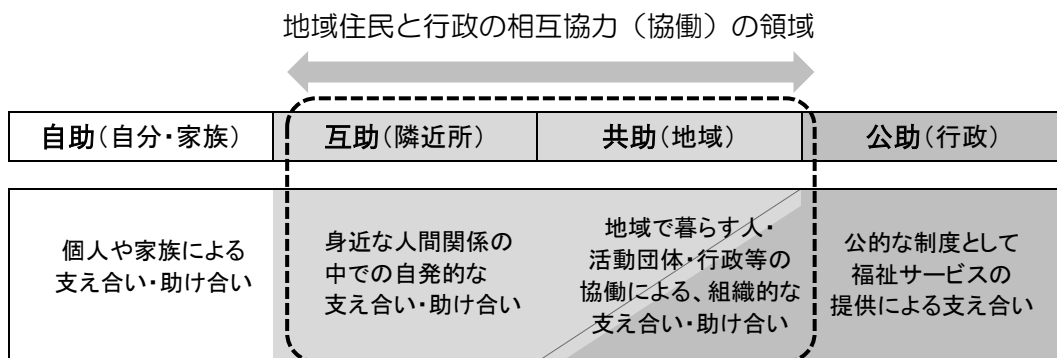 地域住民と行政の相互協力（協働）の領域
自助(自分・家族)
互助(隣近所)
共助(地域)
公助(行政)
個人や家族による
支え合い・助け合い
身近な人間関係の
中での自発的な
支え合い・助け合い
地域で暮らす人・
活動団体・行政等の
協働による、組織的な
支え合い・助け合い
公的な制度として
福祉サービスの
提供による支え合い